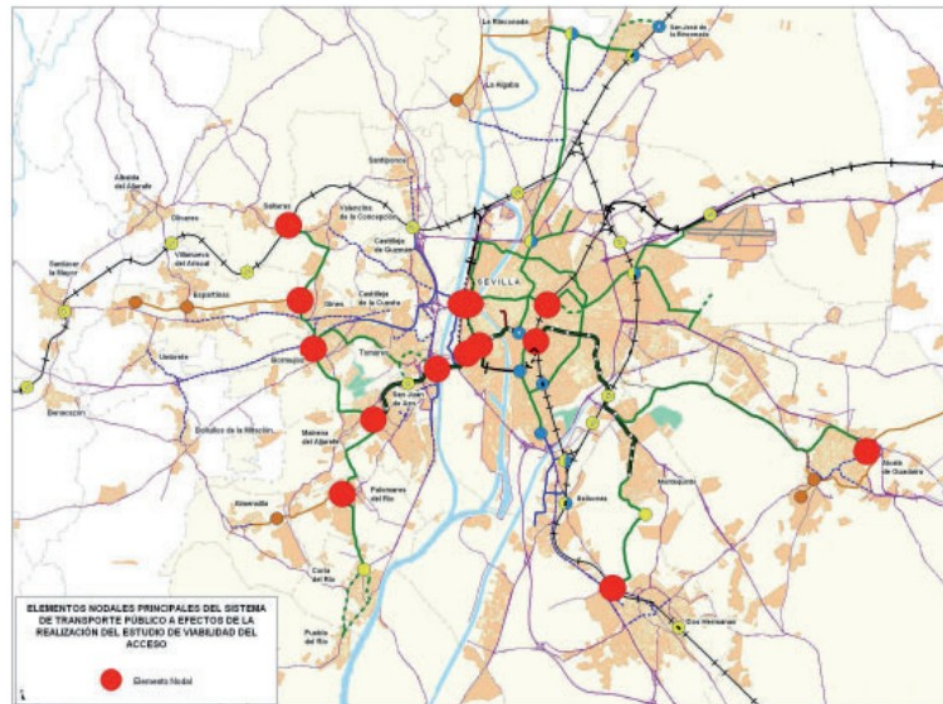 La Rinconada
San José de
la Rinconada
La Algaba
Santiponce
Albaida
del Aljarafe
Olivares
Salteras
Valencina
de la Concepción
Castilleja
de Guzmán
Villanueva
del Ariscal
Sanlúcar
la Mayor
SEVILLA
Espartinas
Gines
Castilleja
de la Cuesta
Umbrete
Bormujos
Tomares
San Juan
de Azn.
Benacazón
Bollullos de la Mitación
Mairena
del Aljarafe
Alcalá
de Guadaira
Montequinto
Palomares
del Río
Almensilla
Bellavista
Coria
del Río
Dos Hermanas
Puebla
del Río
ELEMENTOS NODALES PRINCIPALES DEL SISTEMA
DE TRANSPORTE PÚBLICO A EFECTOS DE LA
REALIZACIÓN DEL ESTUDIO DE VIABILIDAD DEL
ACCESO
Elemento Nodal